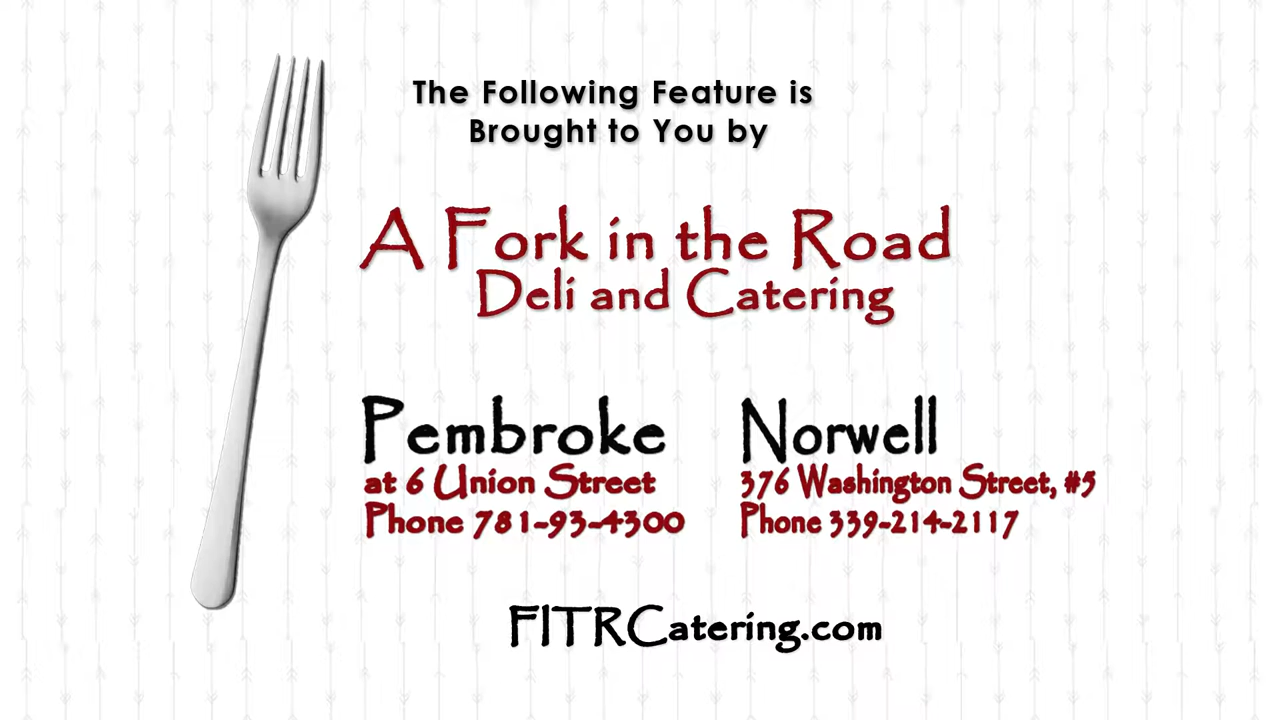 The Following Feature is
Brought to You by
A Fork in the Road
Deli and Catering
Pembroke
at 6 Union Street
Phone 781-93-4300
Norwell
376 Washington Street, #5
Phone 339-214-2117
FITRCatering.com